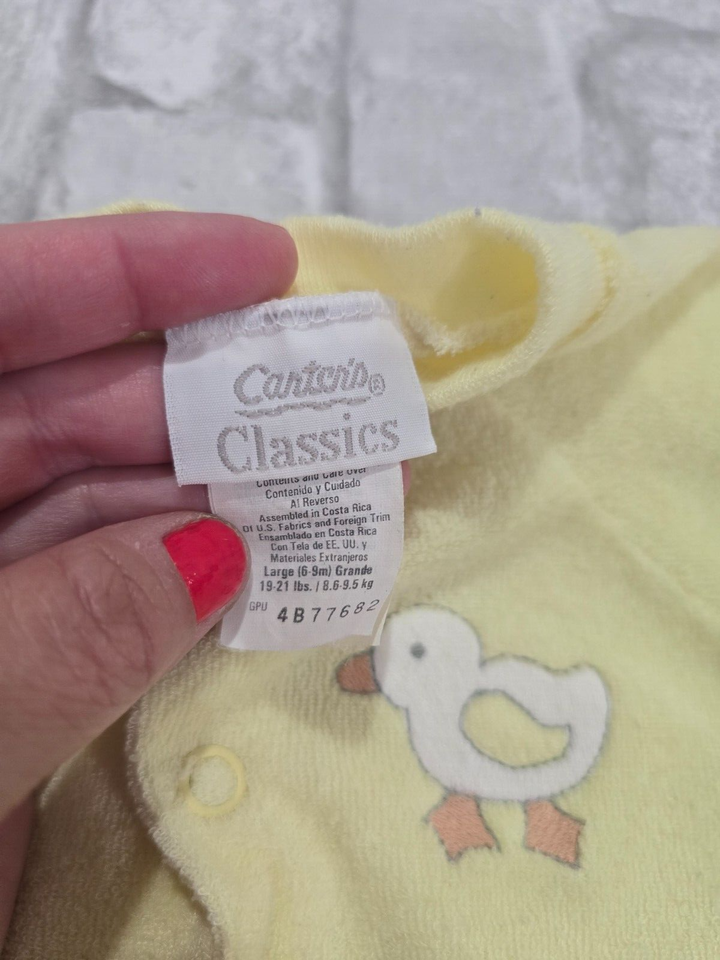 Carter's®
Classics
Contents and Care Over
Contenido y Cuidado
Al Reverso
Assembled in Costa Rica
Of U.S. Fabrics and Foreign Trim
Ensamblado en Costa Rica
Con Tela de EE. UU. y
Materiales Extranjeros
Large (6-9m) Grande
19-21 lbs. / 8.6-9.5 kg
GPU 4B77682